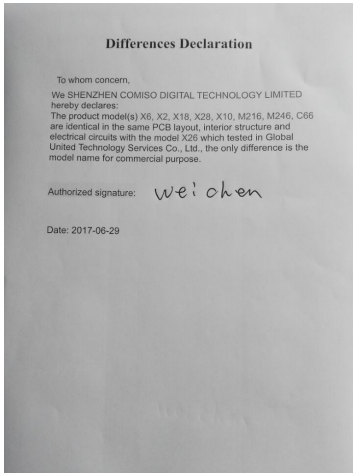 Differences Declaration
To whom concern,
We SHENZHEN COMISO DIGITAL TECHNOLOGY LIMITED
hereby declares:
The product model(s) X6, X2, X18, X28, X10, M216, M246, C66
are identical in the same PCB layout, interior structure and
electrical circuits with the model X26 which tested in Global
United Technology Services Co., Ltd., the only difference is the
model name for commercial purpose.
Authorized signature: wei chen
Date: 2017-06-29